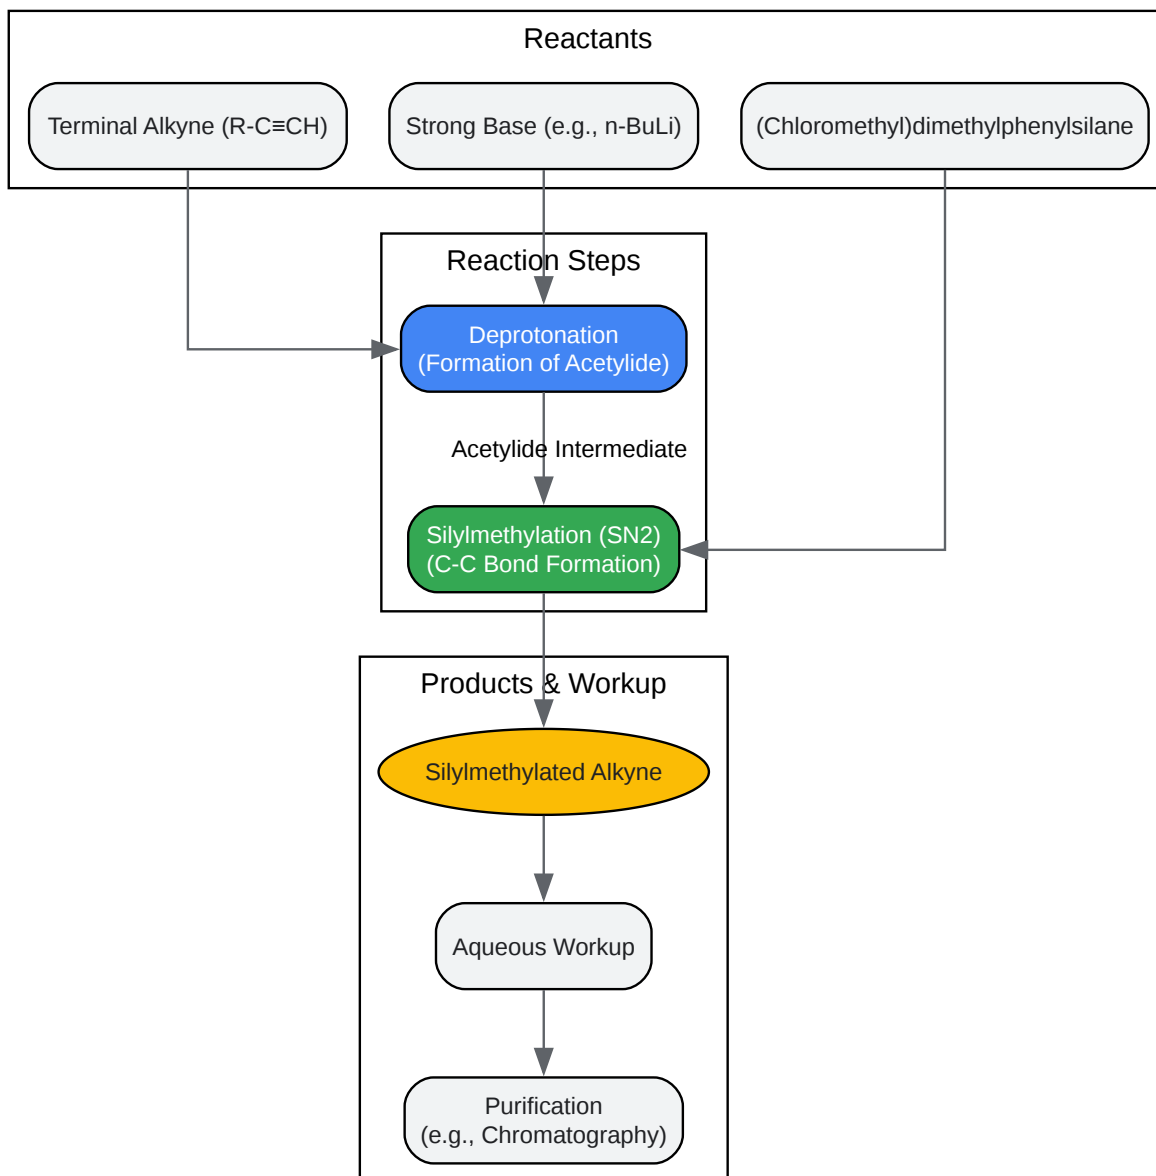 Reactants
Terminal Alkyne (R-C≡CH)
Strong Base (e.g., n-BuLi)
(Chloromethyl)dimethylphenylsilane
Reaction Steps
Deprotonation
(Formation of Acetylide)
Acetylide Intermediate
Silylmethylation (SN2)
(C-C Bond Formation)
Products & Workup
Silylmethylated Alkyne
Aqueous Workup
Purification
(e.g., Chromatography)